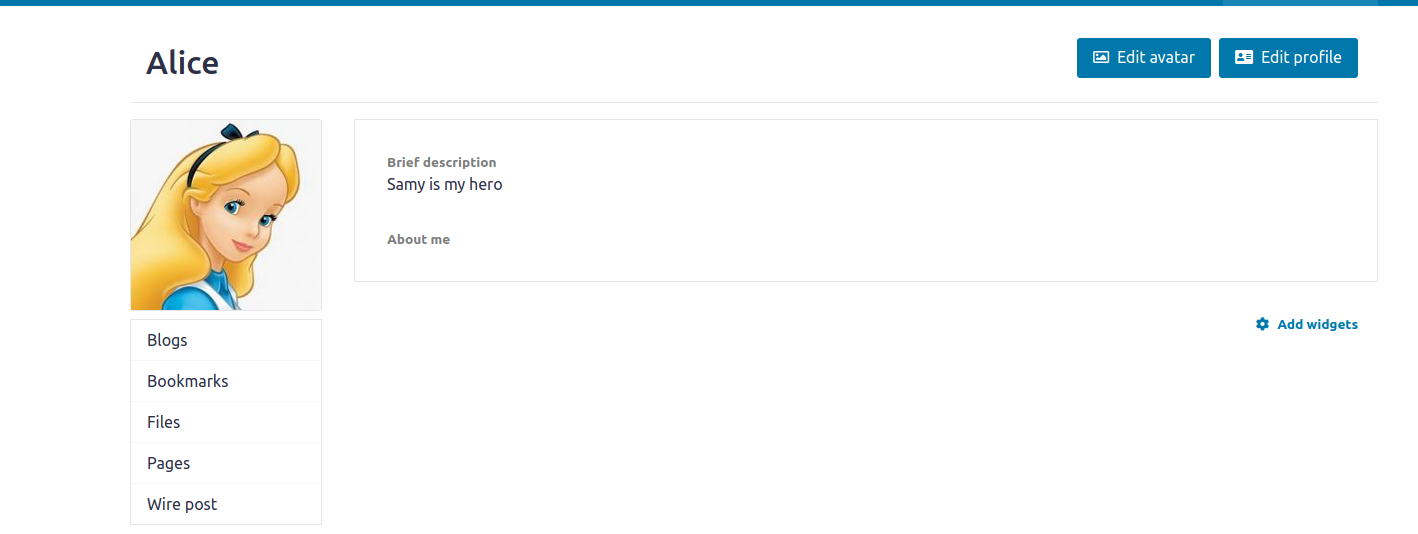 Alice
Edit avatar
Edit profile
Brief description
Samy is my hero
About me
Add widgets
Blogs
Bookmarks
Files
Pages
Wire post